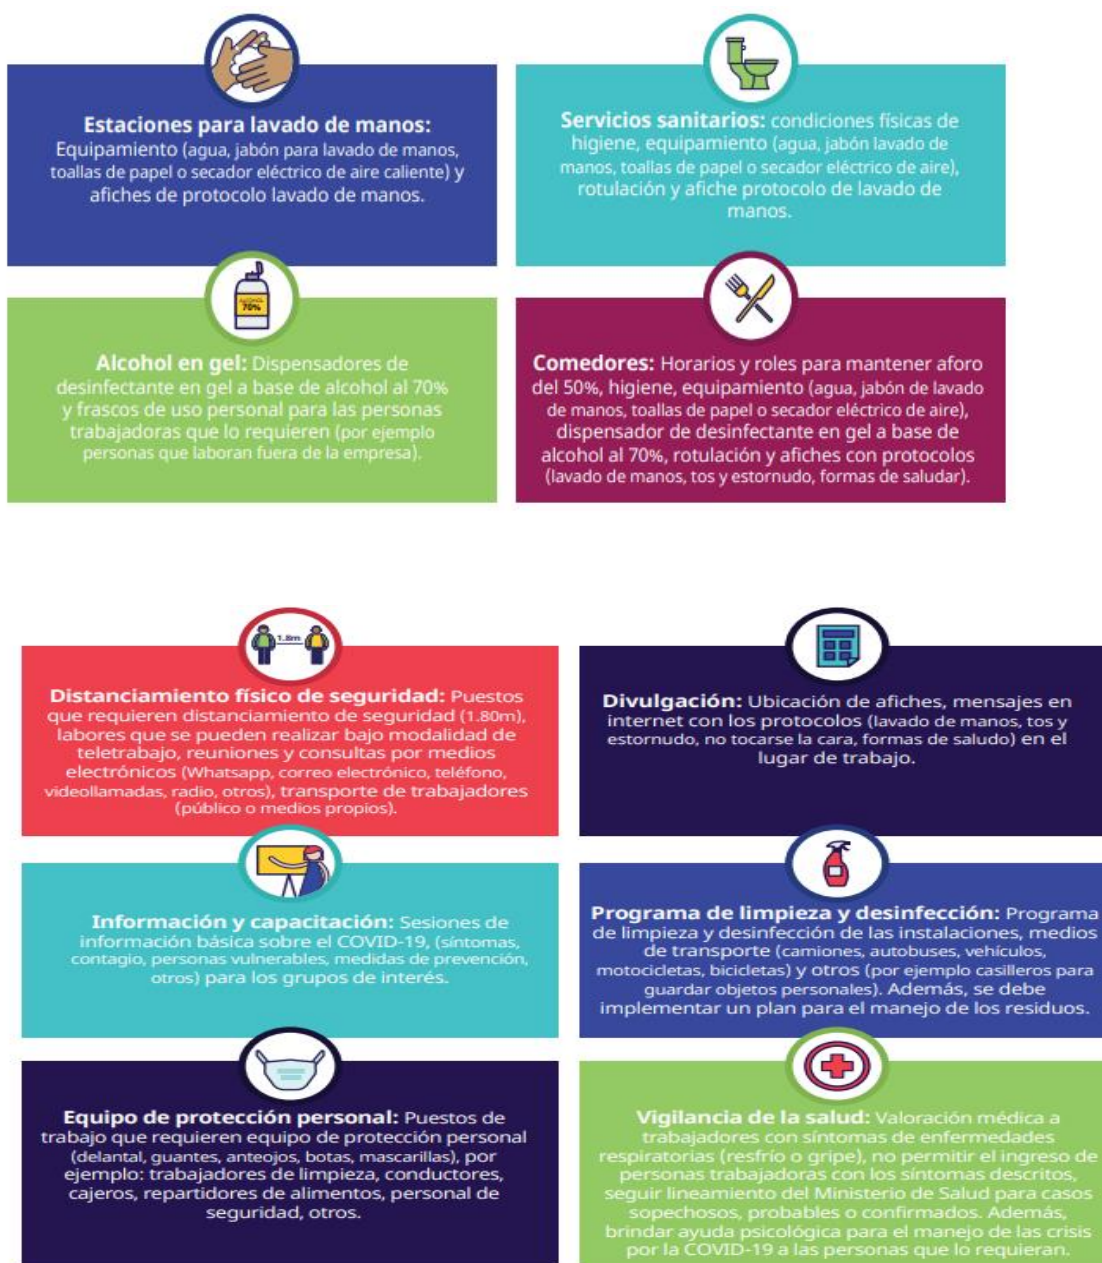 Estaciones para lavado de manos:
Equipamiento (agua, jabón para lavado de manos,
toallas de papel o secador eléctrico de aire caliente) y
afiches de protocolo lavado de manos.
Servicios sanitarios: condiciones físicas de
higiene, equipamiento (agua, jabón lavado de
manos, toallas de papel o secador eléctrico de aire),
rotulación y afiche protocolo de lavado de
manos.
ALCOHOL
70%
Alcohol en gel: Dispensadores de
desinfectante en gel a base de alcohol al 70%
y frascos de uso personal para las personas
trabajadoras que lo requieren (por ejemplo
personas que laboran fuera de la empresa).
Comedores: Horarios y roles para mantener aforo
del 50%, higiene, equipamiento (agua, jabón de lavado
de manos, toallas de papel o secador eléctrico de aire),
dispensador de desinfectante en gel a base de
alcohol al 70%, rotulación y afiches con protocolos
(lavado de manos, tos y estornudo, formas de saludar).
1.8m
Distanciamiento físico de seguridad: Puestos
que requieren distanciamiento de seguridad (1.80m),
labores que se pueden realizar bajo modalidad de
teletrabajo, reuniones y consultas por medios
electrónicos (Whatsapp, correo electrónico, teléfono,
videollamadas, radio, otros), transporte de trabajadores
(público o medios propios).
Divulgación: Ubicación de afiches, mensajes en
internet con los protocolos (lavado de manos, tos y
estornudo, no tocarse la cara, formas de saludo) en el
lugar de trabajo.
Información y capacitación: Sesiones de
información básica sobre el COVID-19, (síntomas,
contagio, personas vulnerables, medidas de prevención,
otros) para los grupos de interés.
Programa de limpieza y desinfección: Programa
de limpieza y desinfección de las instalaciones, medios
de transporte (camiones, autobuses, vehículos,
motocicletas, bicicletas) y otros (por ejemplo casilleros para
guardar objetos personales). Además, se debe
implementar un plan para el manejo de los residuos.
Equipo de protección personal: Puestos de
trabajo que requieren equipo de protección personal
(delantal, guantes, anteojos, botas, mascarillas), por
ejemplo: trabajadores de limpieza, conductores,
cajeros, repartidores de alimentos, personal de
seguridad, otros.
Vigilancia de la salud: Valoración médica a
trabajadores con síntomas de enfermedades
respiratorias (resfrío o gripe), no permitir el ingreso de
personas trabajadoras con los síntomas descritos,
seguir lineamiento del Ministerio de Salud para casos
sopechosos, probables o confirmados. Además,
brindar ayuda psicológica para el manejo de las crisis
por la COVID-19 a las personas que lo requieran.